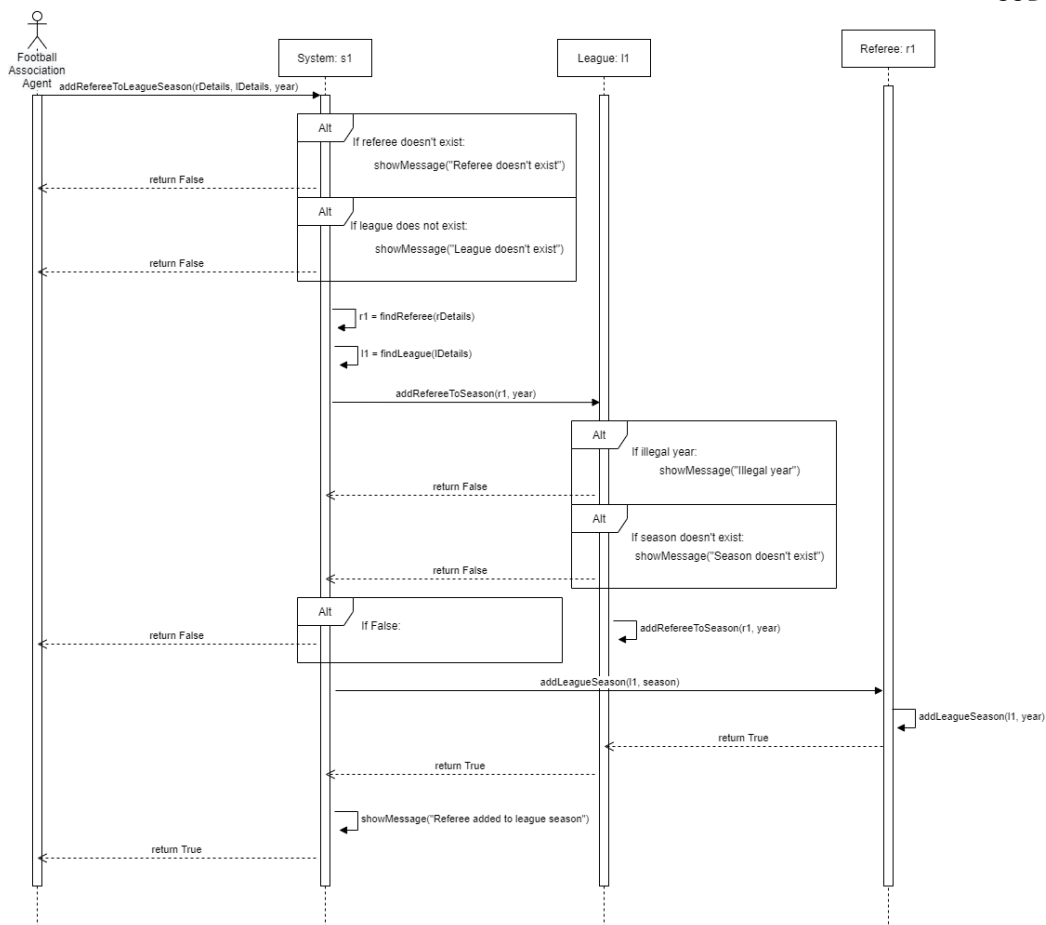 Football
Association
Agent
System: s1
League: l1
Referee: r1
addRefereeToLeagueSeason(rDetails, lDetails, year)
Alt
If referee doesn't exist:
showMessage("Referee doesn't exist")
return False
Alt
If league does not exist:
showMessage("League doesn't exist")
return False
r1 = findReferee(rDetails)
l1 = findLeague(lDetails)
addRefereeToSeason(r1, year)
Alt
If illegal year:
showMessage("Illegal year")
return False
Alt
If season doesn't exist:
showMessage("Season doesn't exist")
return False
Alt
If False:
return False
addRefereeToSeason(r1, year)
addLeagueSeason(l1, season)
addLeagueSeason(l1, year)
return True
return True
showMessage("Referee added to league season")
return True